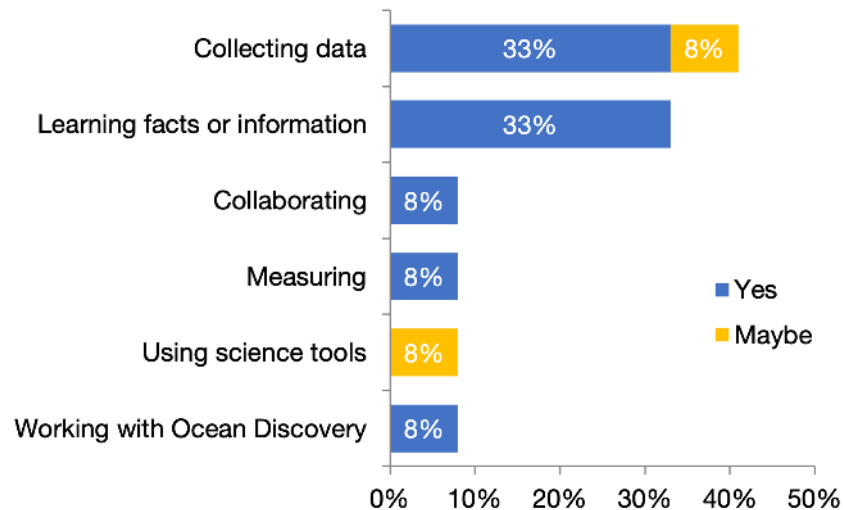 Collecting data 33% 8%
Learning facts or information 33%
Collaborating 8%
Measuring 8%
Yes
Maybe
Using science tools 8%
Working with Ocean Discovery 8%
0% 10% 20% 30% 40% 50%